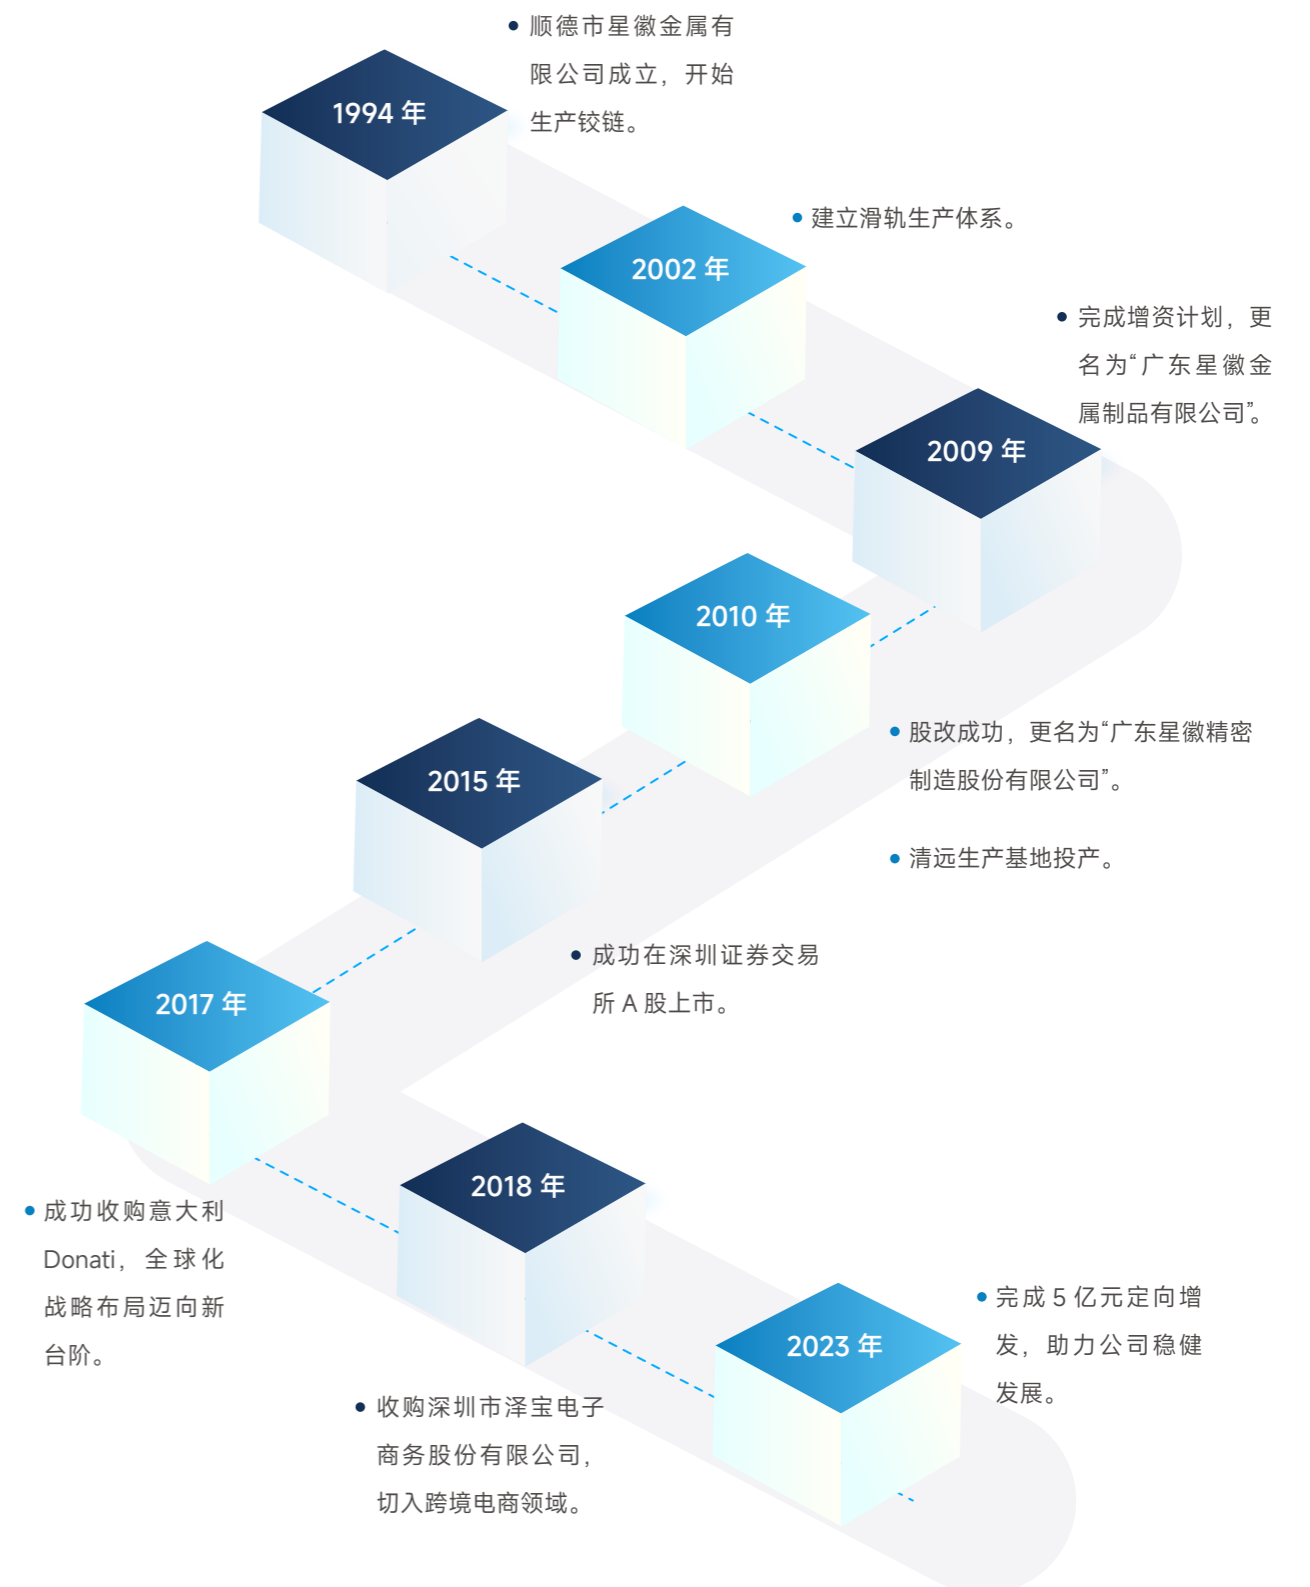 1994 年
• 顺德市星徽金属有
限公司成立，开始
生产铰链。
2002 年
• 建立滑轨生产体系。
2009 年
• 完成增资计划，更
名为“广东星徽金
属制品有限公司”。
2010 年
• 股改成功，更名为“广东星徽精密
制造股份有限公司”。
• 清远生产基地投产。
2015 年
• 成功在深圳证券交易
所 A 股上市。
2017 年
• 成功收购意大利
Donati，全球化
战略布局迈向新
台阶。
2018 年
• 收购深圳市泽宝电子
商务股份有限公司，
切入跨境电商领域。
2023 年
• 完成 5 亿元定向增
发，助力公司稳健
发展。